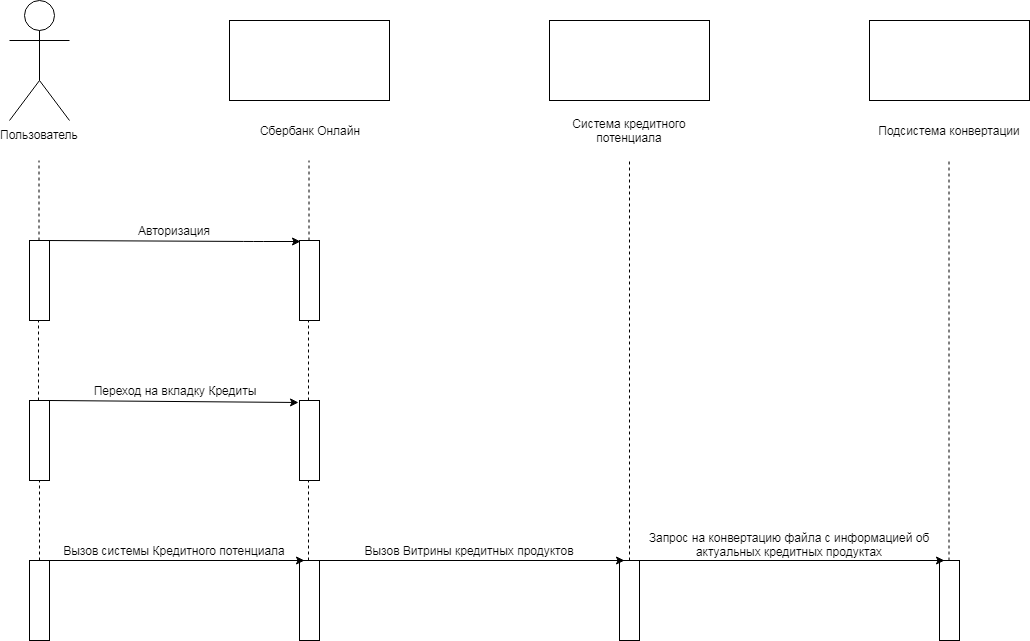 Пользователь
Сбербанк Онлайн
Система кредитного
потенциала
Подсистема конвертации
Авторизация
Переход на вкладку Кредиты
Вызов системы Кредитного потенциала
Вызов Витрины кредитных продуктов
Запрос на конвертацию файла с информацией об
актуальных кредитных продуктах